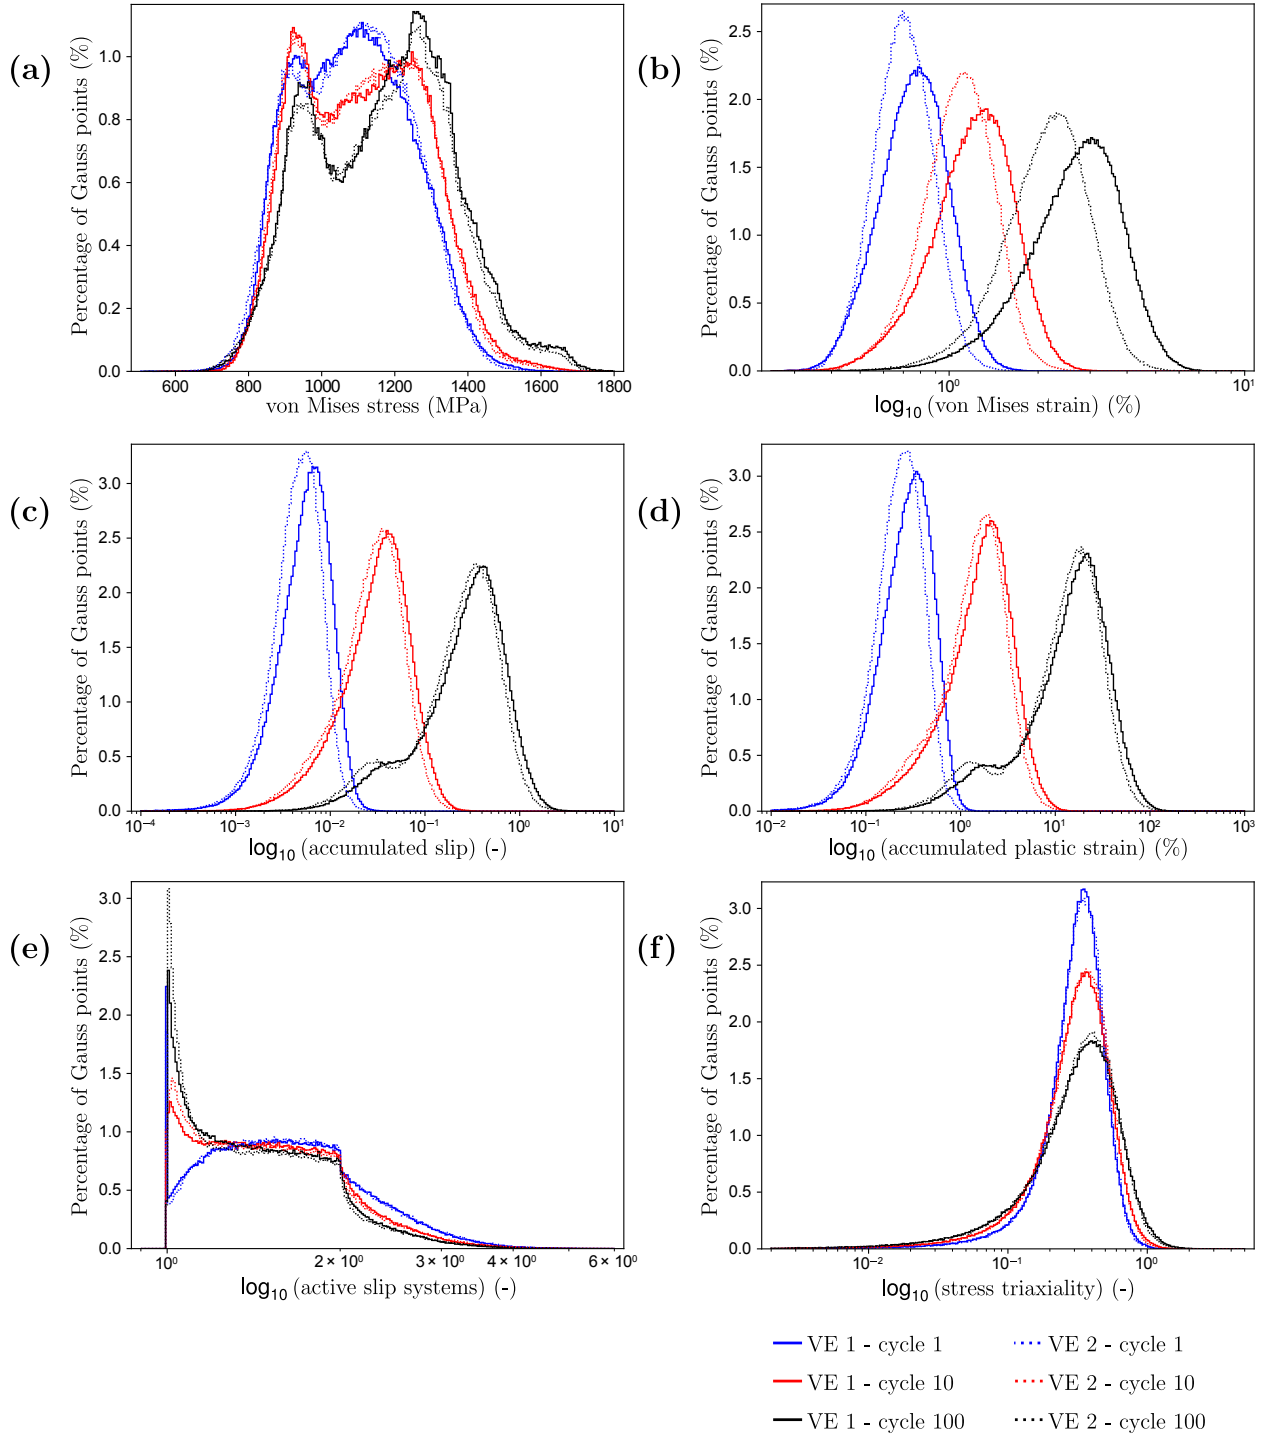 (a)
Percentage of Gauss points (%)
1.0
0.8
0.6
0.4
0.2
0.0
600 800 1000 1200 1400 1600 1800
von Mises stress (MPa)
(b)
Percentage of Gauss points (%)
2.5
2.0
1.5
1.0
0.5
0.0
10⁰ 10¹
log₁₀ (von Mises strain) (%)
(c)
Percentage of Gauss points (%)
3.0
2.5
2.0
1.5
1.0
0.5
0.0
10⁻⁴ 10⁻³ 10⁻² 10⁻¹ 10⁰ 10¹
log₁₀ (accumulated slip) (-)
(d)
Percentage of Gauss points (%)
3.0
2.5
2.0
1.5
1.0
0.5
0.0
10⁻² 10⁻¹ 10⁰ 10¹ 10² 10³
log₁₀ (accumulated plastic strain) (%)
(e)
Percentage of Gauss points (%)
3.0
2.5
2.0
1.5
1.0
0.5
0.0
10⁰ 2 × 10⁰ 3 × 10⁰ 4 × 10⁰ 6 × 10⁰
log₁₀ (active slip systems) (-)
(f)
Percentage of Gauss points (%)
3.0
2.5
2.0
1.5
1.0
0.5
0.0
10⁻² 10⁻¹ 10⁰
log₁₀ (stress triaxiality) (-)
VE 1 - cycle 1
VE 1 - cycle 10
VE 1 - cycle 100
VE 2 - cycle 1
VE 2 - cycle 10
VE 2 - cycle 100